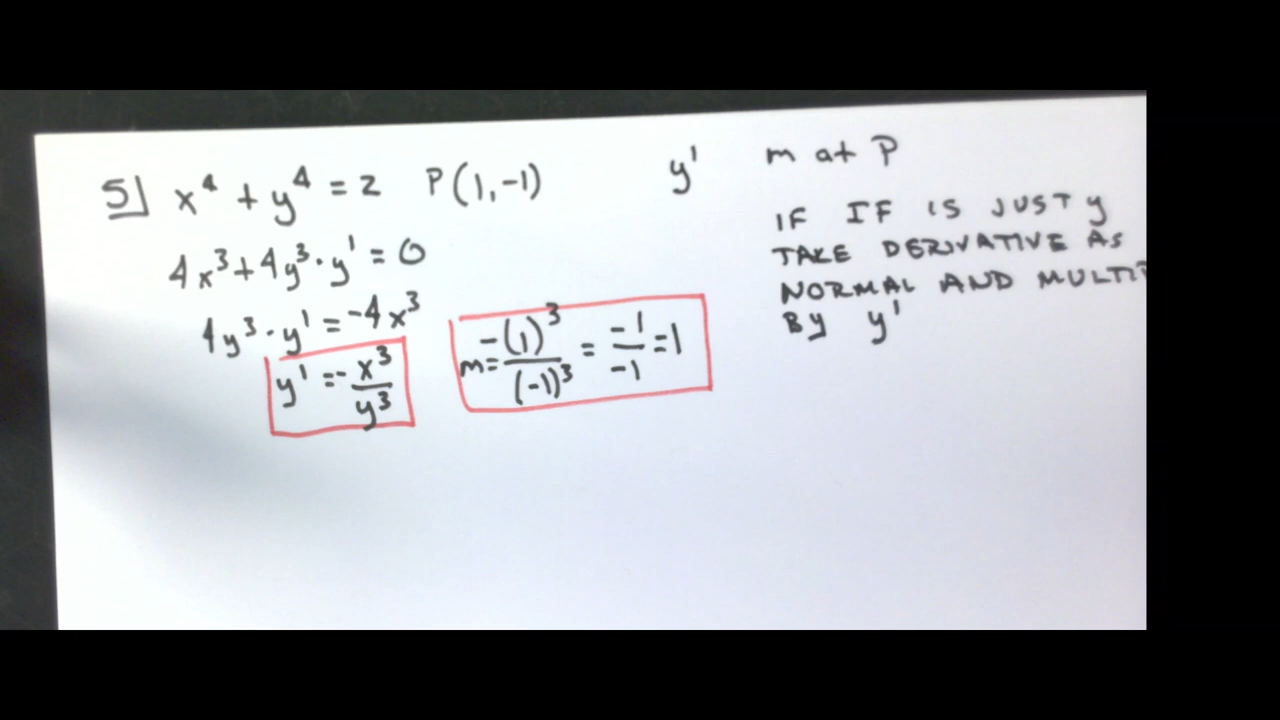 5] x⁴ + y⁴ = 2 P(1,-1) y' m at P
4x³+4y³·y' = 0
4y³·y' = -4x³
y' = - x³/y³
m= -(1)³/(-1)³ = -1/-1 =1
IF IF IS JUST y
TAKE DERIVATIVE AS
NORMAL AND MULTIP
By y'